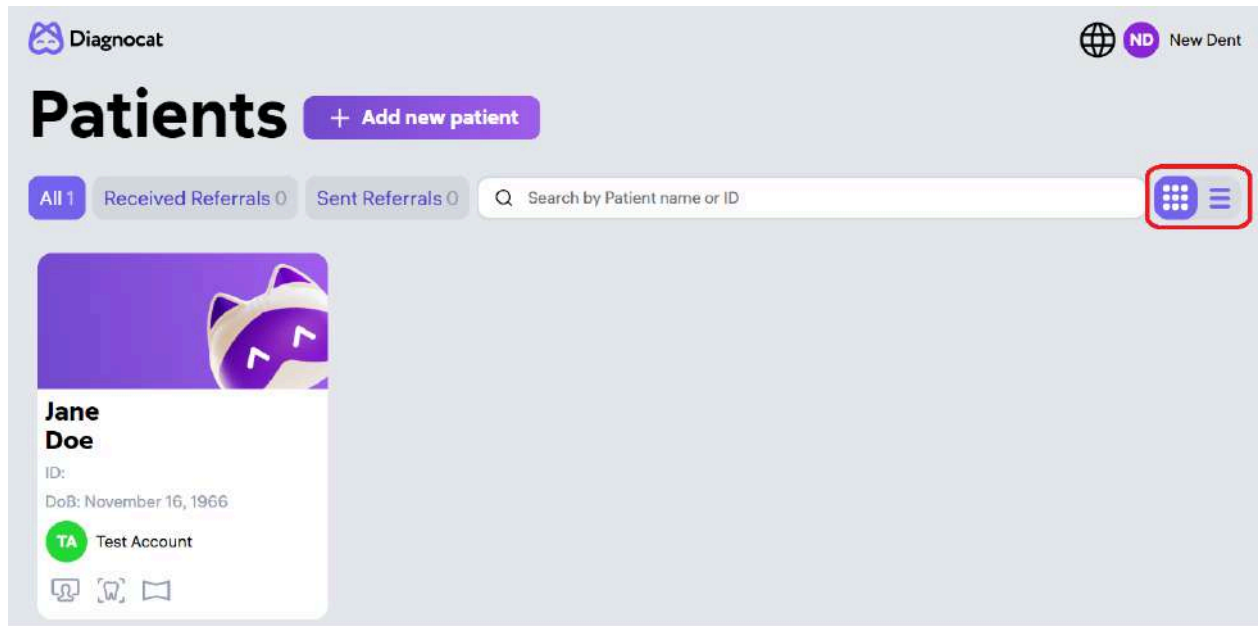 Diagnocat
ND New Dent
Patients
+ Add new patient
All 1 Received Referrals 0 Sent Referrals 0 Search by Patient name or ID
Jane
Doe
ID:
DoB: November 16, 1966
TA Test Account